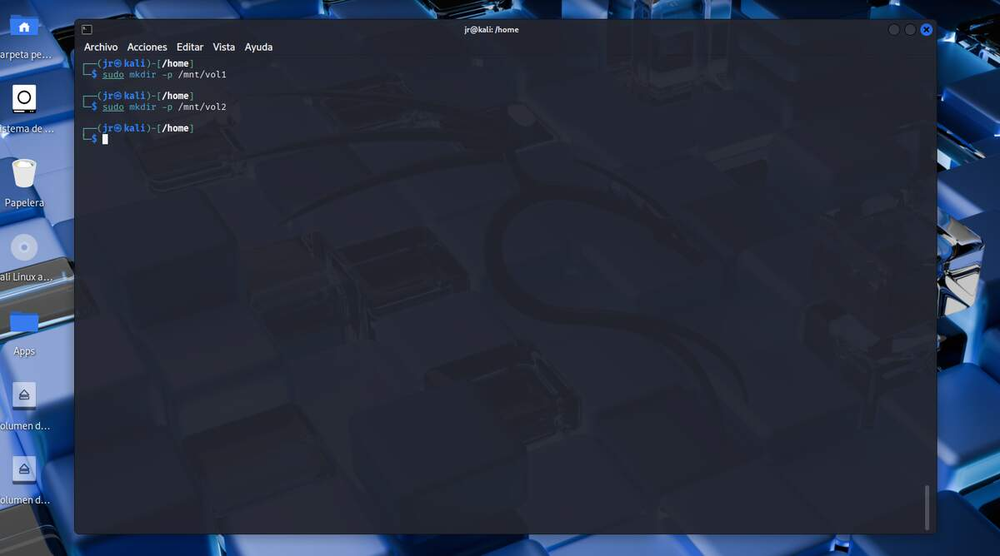 jr@kali: /home
Archivo Acciones Editar Vista Ayuda
┌──(jr㉿kali)-[/home]
└─$ sudo mkdir -p /mnt/vol1
┌──(jr㉿kali)-[/home]
└─$ sudo mkdir -p /mnt/vol2
┌──(jr㉿kali)-[/home]
└─$
arpeta pe...
istema de ...
Papelera
ali Linux a...
Apps
olumen d...
olumen d...